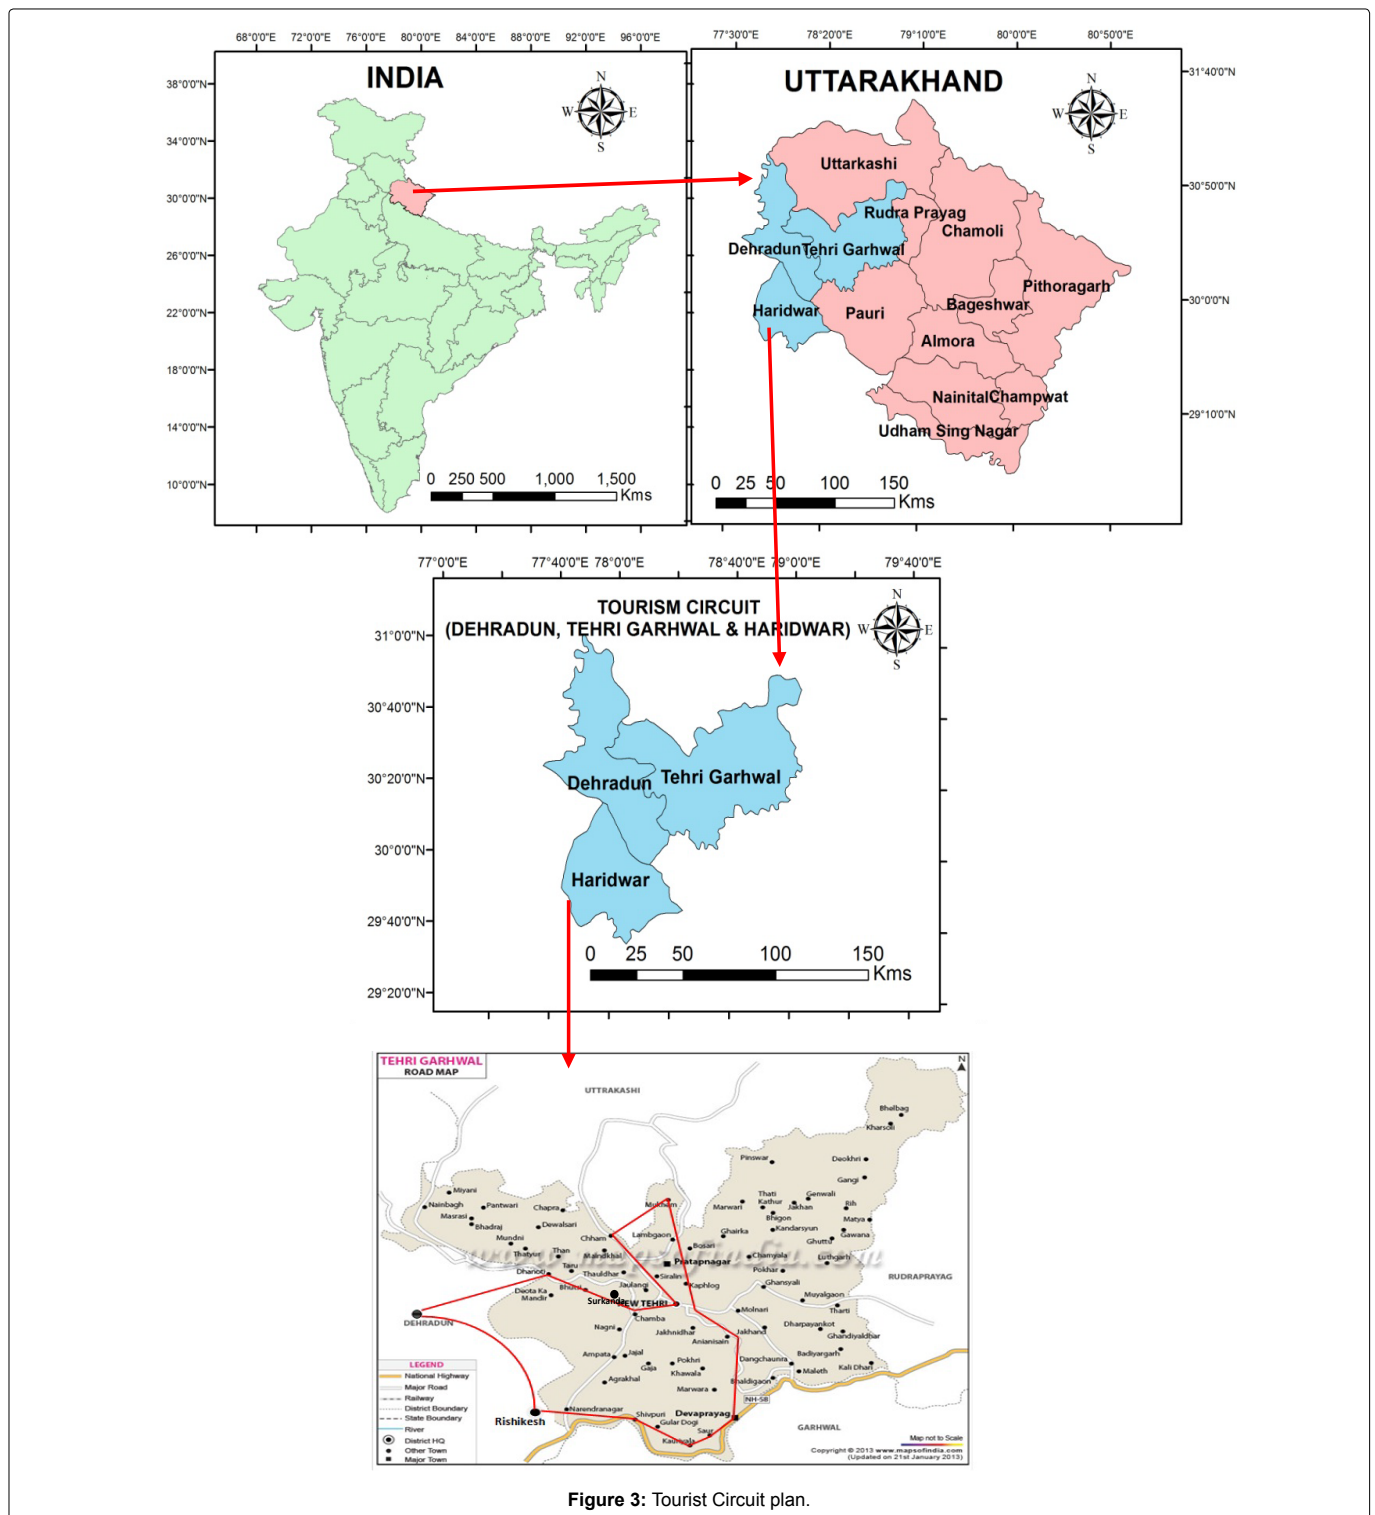 68°0'0"E 72°0'0"E 76°0'0"E 80°0'0"E 84°0'0"E 88°0'0"E 92°0'0"E 96°0'0"E
INDIA
N
W E
S
38°0'0"N
34°0'0"N
30°0'0"N
26°0'0"N
22°0'0"N
18°0'0"N
14°0'0"N
10°0'0"N
0 250 500 1,000 1,500
Kms
77°30'0"E 78°20'0"E 79°10'0"E 80°0'0"E 80°50'0"E
UTTARAKHAND
N
W E
S
31°40'0"N
30°50'0"N
30°0'0"N
29°10'0"N
Uttarkashi
Rudra Prayag
Chamoli
Dehradun
Tehri Garhwal
Pithoragarh
Haridwar
Pauri
Bageshwar
Almora
Nainital
Champwat
Udham Sing Nagar
0 25 50 100 150
Kms
77°0'0"E 77°40'0"E 78°0'0"E 78°40'0"E 79°0'0"E 79°40'0"E
TOURISM CIRCUIT
(DEHRADUN, TEHRI GARHWAL & HARIDWAR)
N
W E
S
31°0'0"N
30°40'0"N
30°20'0"N
30°0'0"N
29°40'0"N
29°20'0"N
Dehradun
Tehri Garhwal
Haridwar
0 25 50 100 150
Kms
TEHRI GARHWAL
ROAD MAP
N
UTTRAKASHI
Bhelbag
Kharsoli
Pinswar
Deokhri
Gangi
Miyani
Nainbagh
Pantwari
Masrasi
Bhadraj
Chapra
Dewalsari
Mukhem
Marwari
Thati
Kathur
Genwali
Jakhan
Rih
Bhigon
Matya
Mundni
Thatyur
Than
Chham
Maindkhal
Lambgaon
Bosari
Ghairka
Kandarsyun
Ghuttu
Gawana
www.mapsofindia.com
Pratapnagar
Chamyala
Luthgarh
Dhanolti
Taru
Thauldhar
Siralin
Kaphlog
Pokhar
Ghansyali
RUDRAPRAYAG
Deota Ka
Mandir
Bhutsi
Jaulangi
Surkanda
NEW TEHRI
Muyalgaon
DEHRADUN
Chamba
Molnari
Tharti
Nagni
Jakhnidhar
Anianisain
Jakhand
Dharpayankot
Ghandiyaldhar
Ampata
Jajal
Gaja
Pokhri
Khawala
Dangchaunra
Badiyargarh
Maleth
Kali Dhari
Agrakhal
Marwara
Bhaldigaon
NH-58
Rishikesh
Narendranagar
Shivpuri
Gular Dogi
Devaprayag
Saur
Kauriyala
GARHWAL
LEGEND
National Highway
Major Road
Railway
District Boundary
State Boundary
River
District HQ
Other Town
Major Town
Map not to Scale
Copyright © 2013 www.mapsofindia.com
(Updated on 21st January 2013)
Figure 3: Tourist Circuit plan.